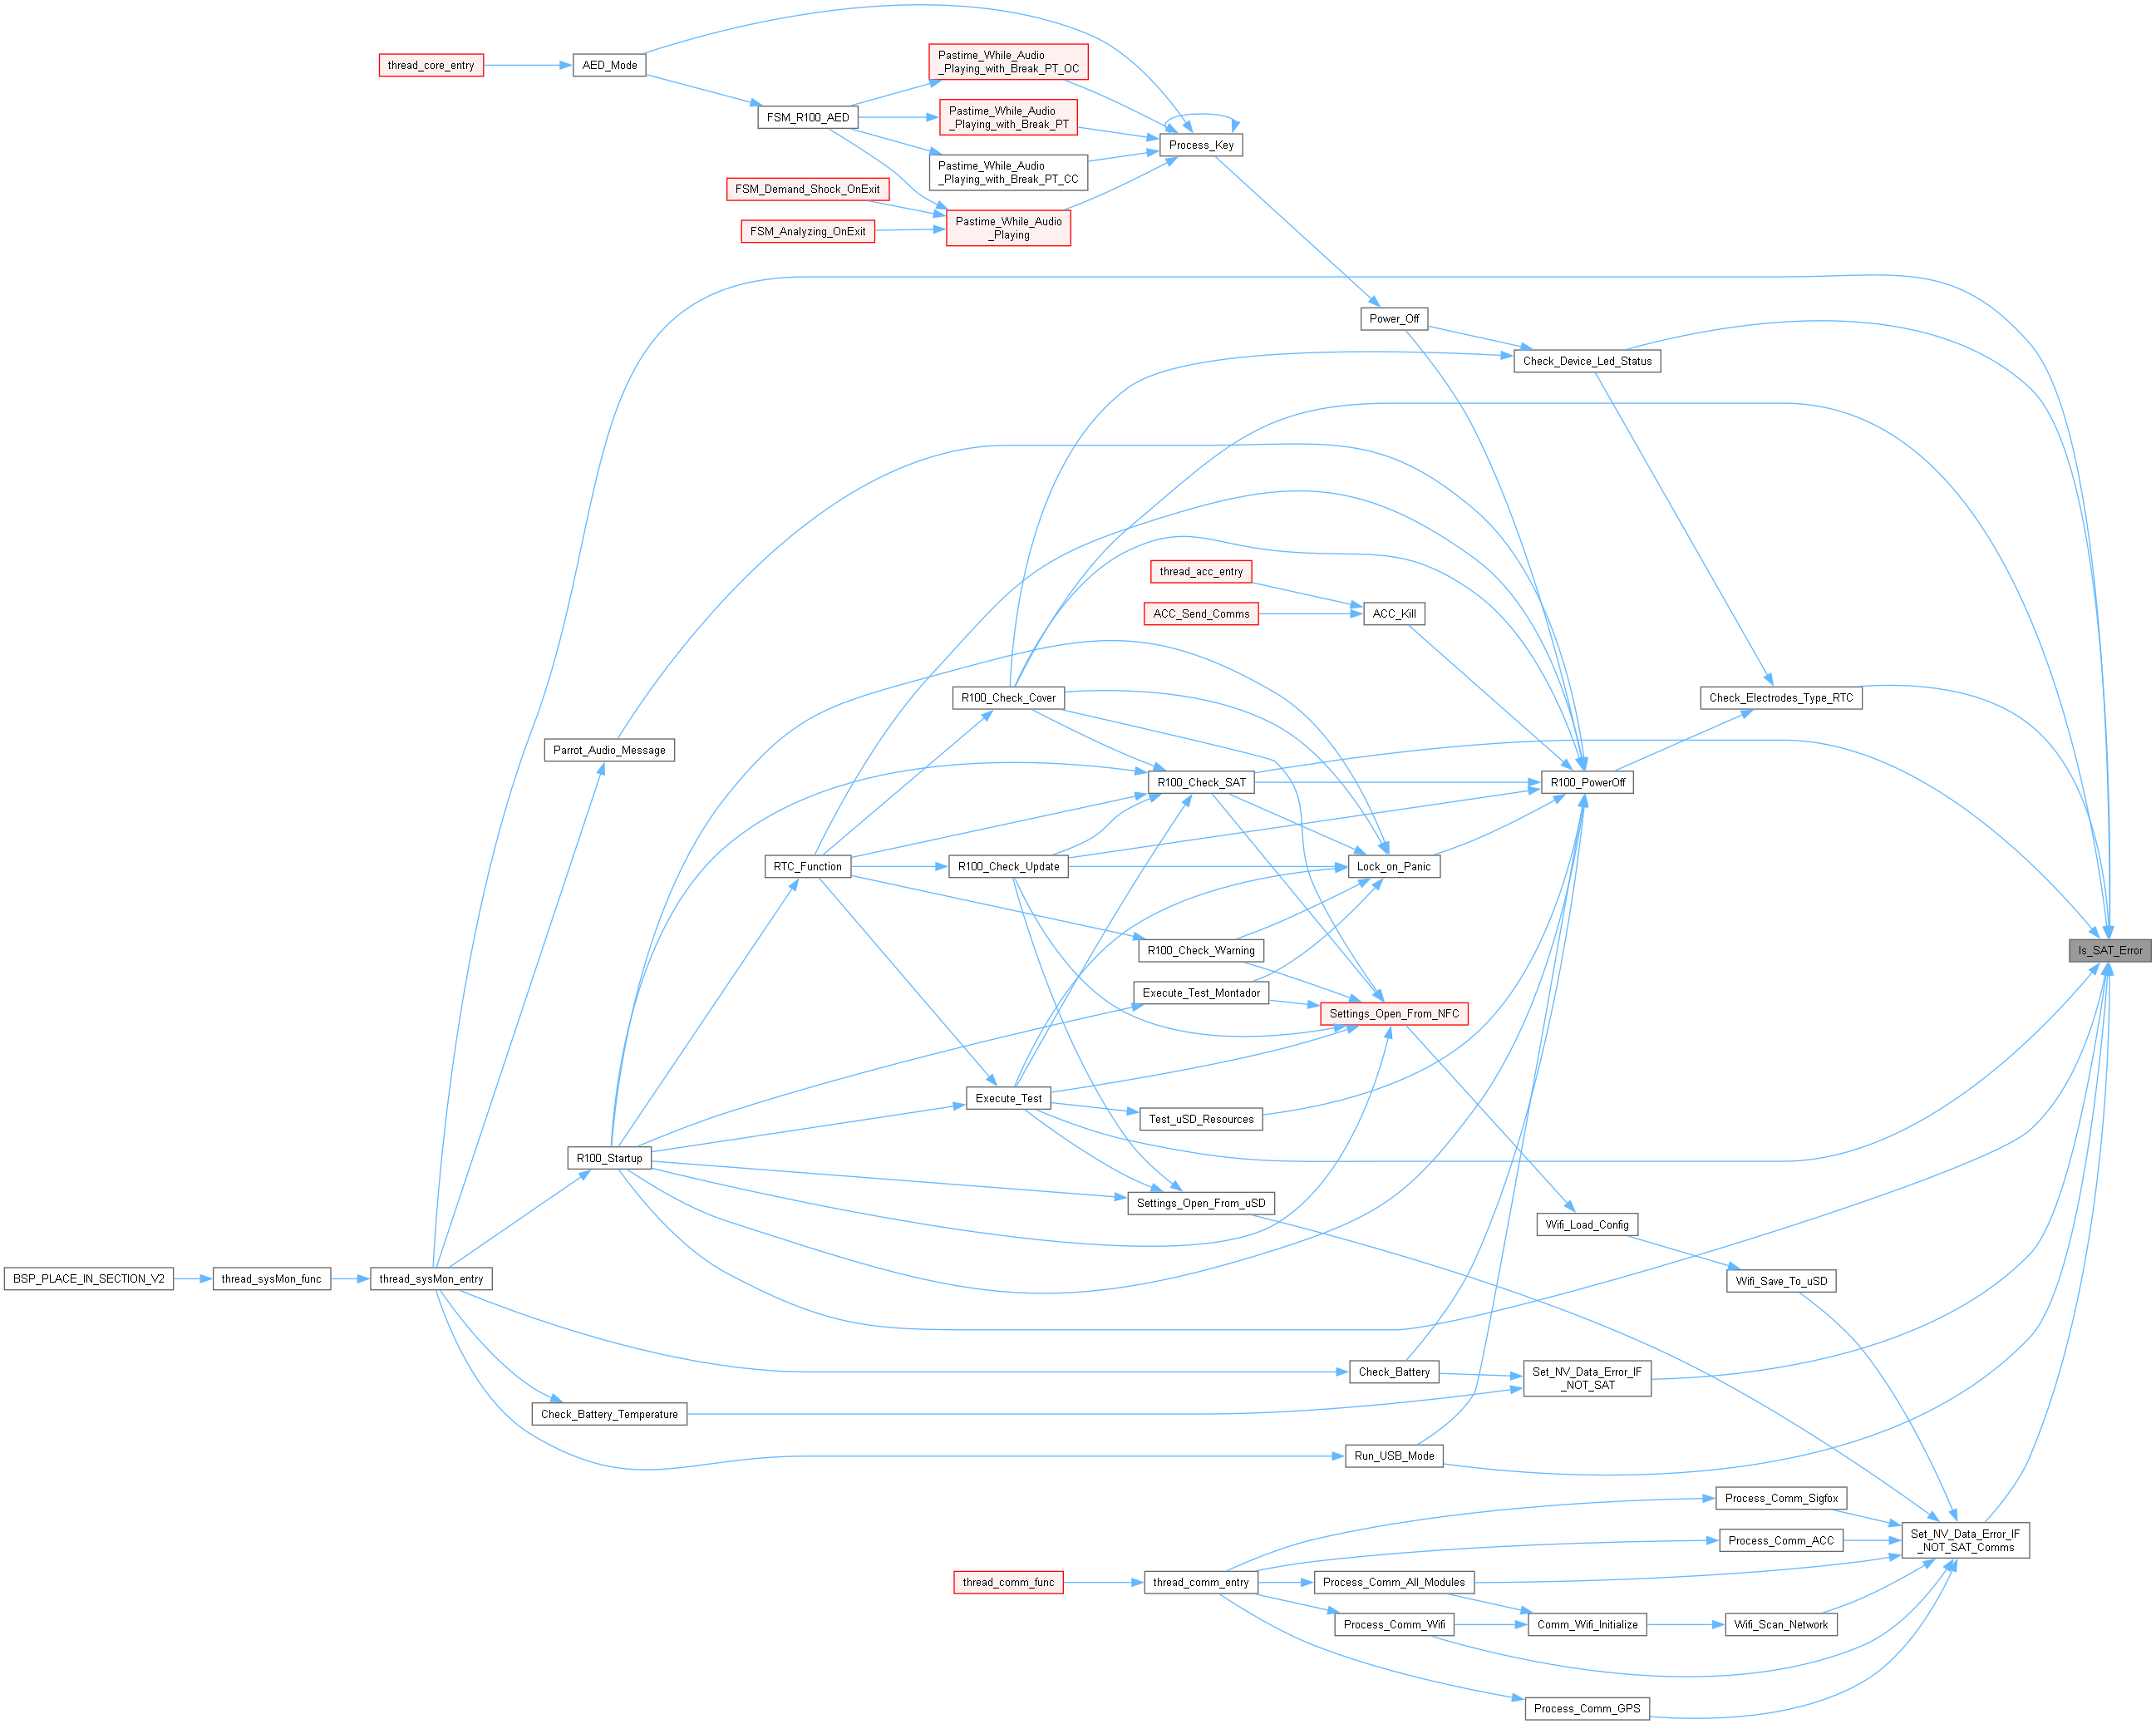 thread_core_entry
AED_Mode
Pastime_While_Audio
_Playing_with_Break_PT_OC
FSM_R100_AED
Pastime_While_Audio
_Playing_with_Break_PT
Process_Key
Pastime_While_Audio
_Playing_with_Break_PT_CC
FSM_Demand_Shock_OnExit
FSM_Analyzing_OnExit
Pastime_While_Audio
_Playing
Power_Off
Check_Device_Led_Status
thread_acc_entry
ACC_Send_Comms
ACC_Kill
R100_Check_Cover
Check_Electrodes_Type_RTC
Parrot_Audio_Message
R100_Check_SAT
R100_PowerOff
RTC_Function
R100_Check_Update
Lock_on_Panic
R100_Check_Warning
Is_SAT_Error
Execute_Test_Montador
Settings_Open_From_NFC
Execute_Test
Test_uSD_Resources
R100_Startup
Settings_Open_From_uSD
Wifi_Load_Config
BSP_PLACE_IN_SECTION_V2
thread_sysMon_func
thread_sysMon_entry
Wifi_Save_To_uSD
Check_Battery
Set_NV_Data_Error_IF
_NOT_SAT
Check_Battery_Temperature
Run_USB_Mode
Process_Comm_Sigfox
Process_Comm_ACC
Set_NV_Data_Error_IF
_NOT_SAT_Comms
thread_comm_func
thread_comm_entry
Process_Comm_All_Modules
Process_Comm_Wifi
Comm_Wifi_Initialize
Wifi_Scan_Network
Process_Comm_GPS